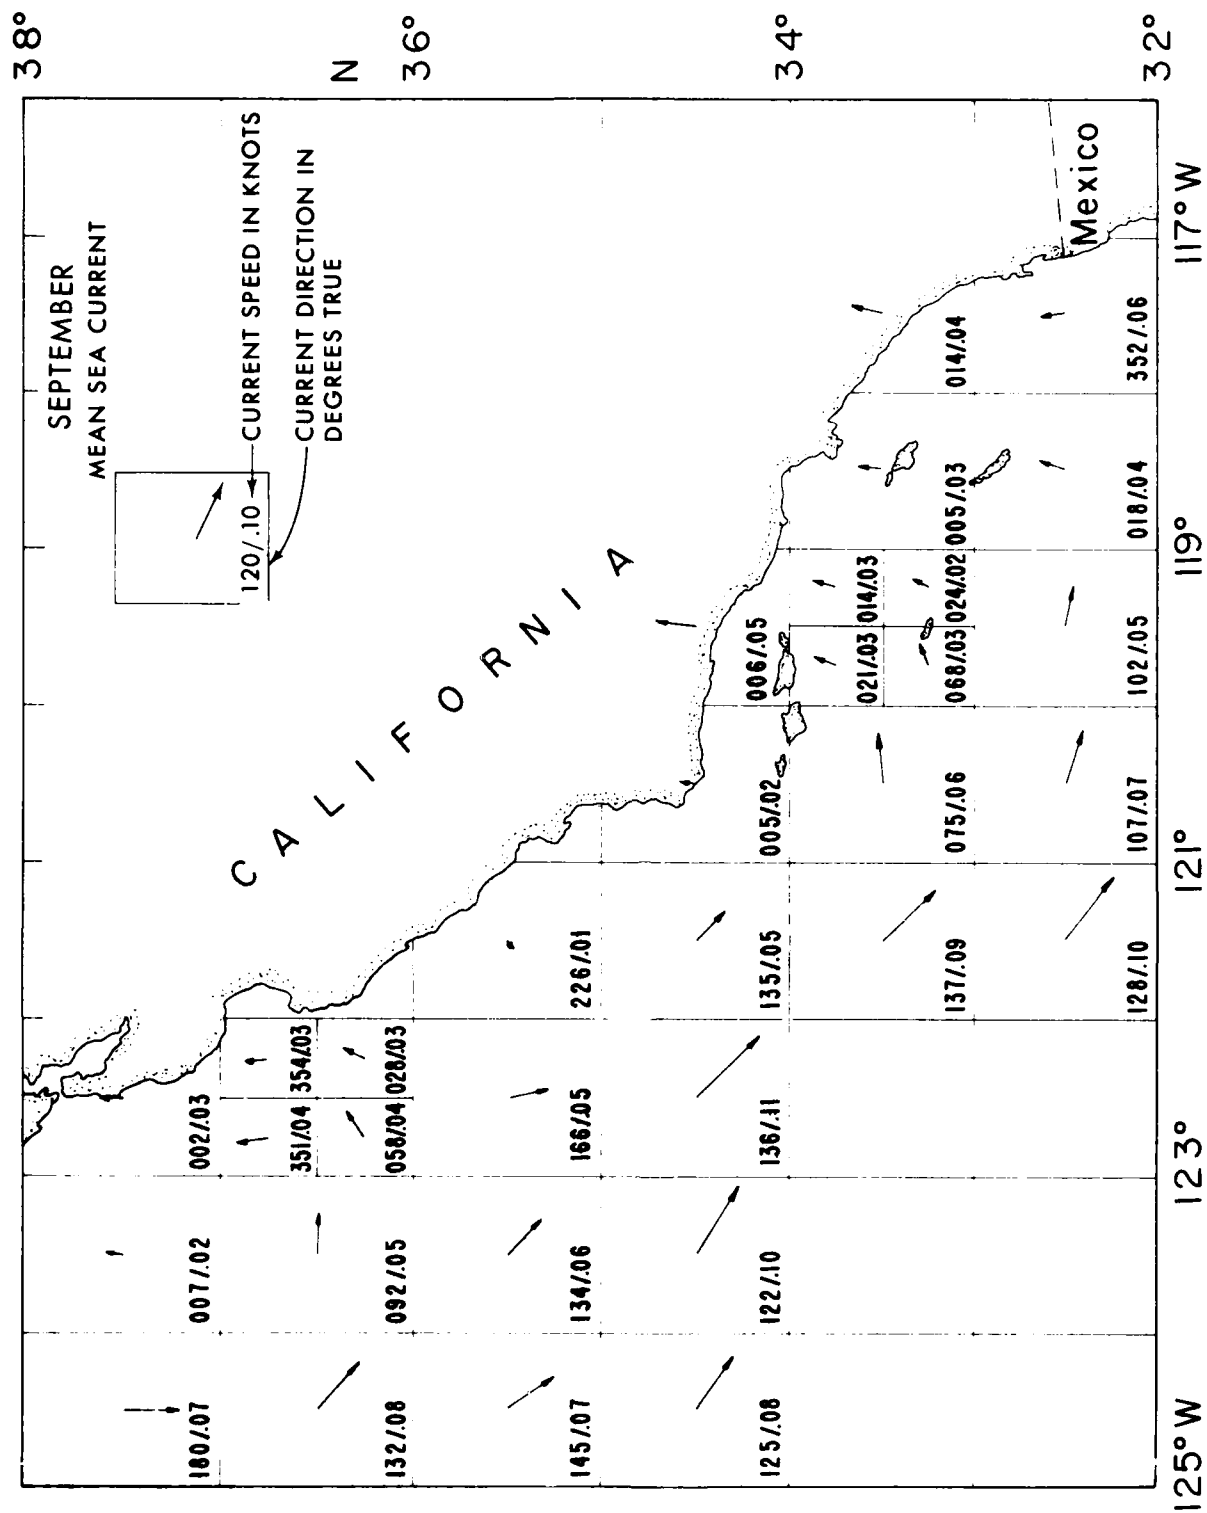 38°
SEPTEMBER
MEAN SEA CURRENT
180/.07 007/.02 002/.03
120/.10 CURRENT SPEED IN KNOTS
CURRENT DIRECTION IN
DEGREES TRUE
N
CALIFORNIA
351/.04 354/.03
132/.08 092/.05 058/.04 028/.03
36°
145/.07 134/.06 166/.05 226/.01
125/.08 122/.10 136/.11 135/.05 005/.02 006/.05
34°
021/.03 014/.03
137/.09 075/.06 068/.03 024/.02 005/.03 014/.04
Mexico
128/.10 107/.07 102/.05 018/.04 352/.06
32°
125° W 123° 121° 119° 117° W